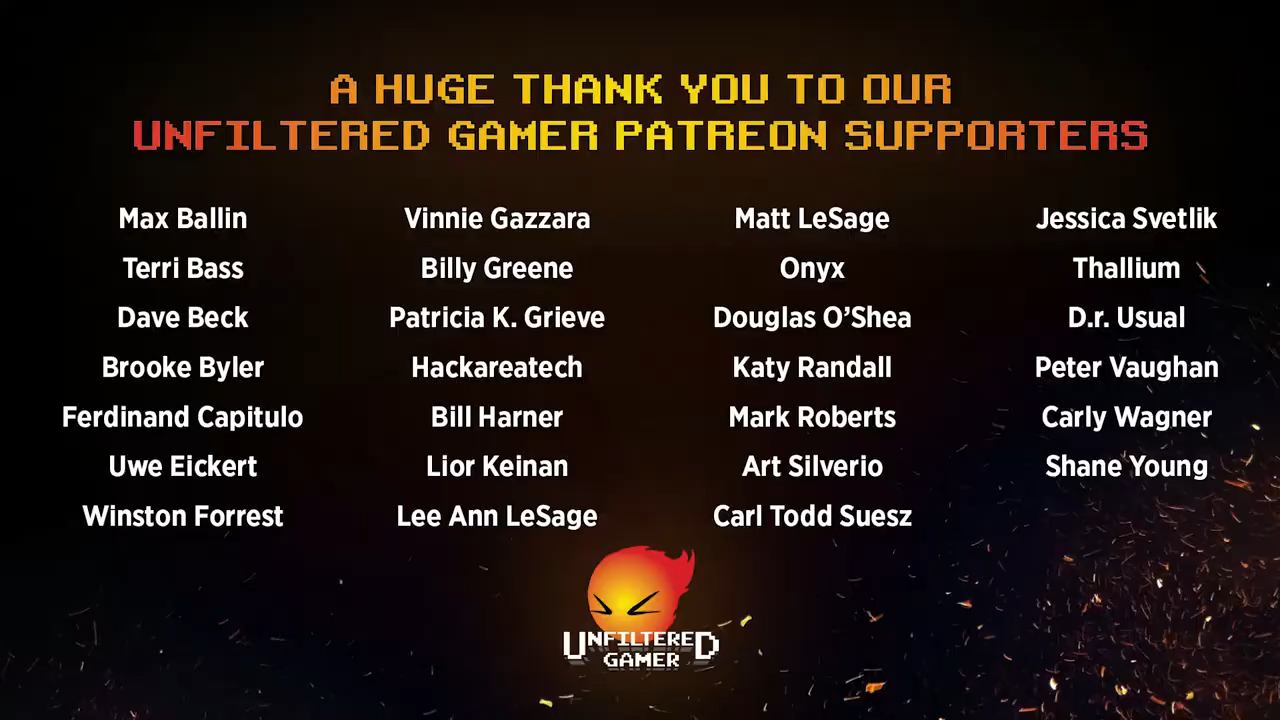 A HUGE THANK YOU TO OUR
UNFILTERED GAMER PATREON SUPPORTERS
Max Ballin
Terri Bass
Dave Beck
Brooke Byler
Ferdinand Capitulo
Uwe Eickert
Winston Forrest
Vinnie Gazzara
Billy Greene
Patricia K. Grieve
Hackareatech
Bill Harner
Lior Keinan
Lee Ann LeSage
Matt LeSage
Onyx
Douglas O’Shea
Katy Randall
Mark Roberts
Art Silverio
Carl Todd Suesz
Jessica Svetlik
Thallium
D.r. Usual
Peter Vaughan
Carly Wagner
Shane Young
UNFILTERED
GAMER